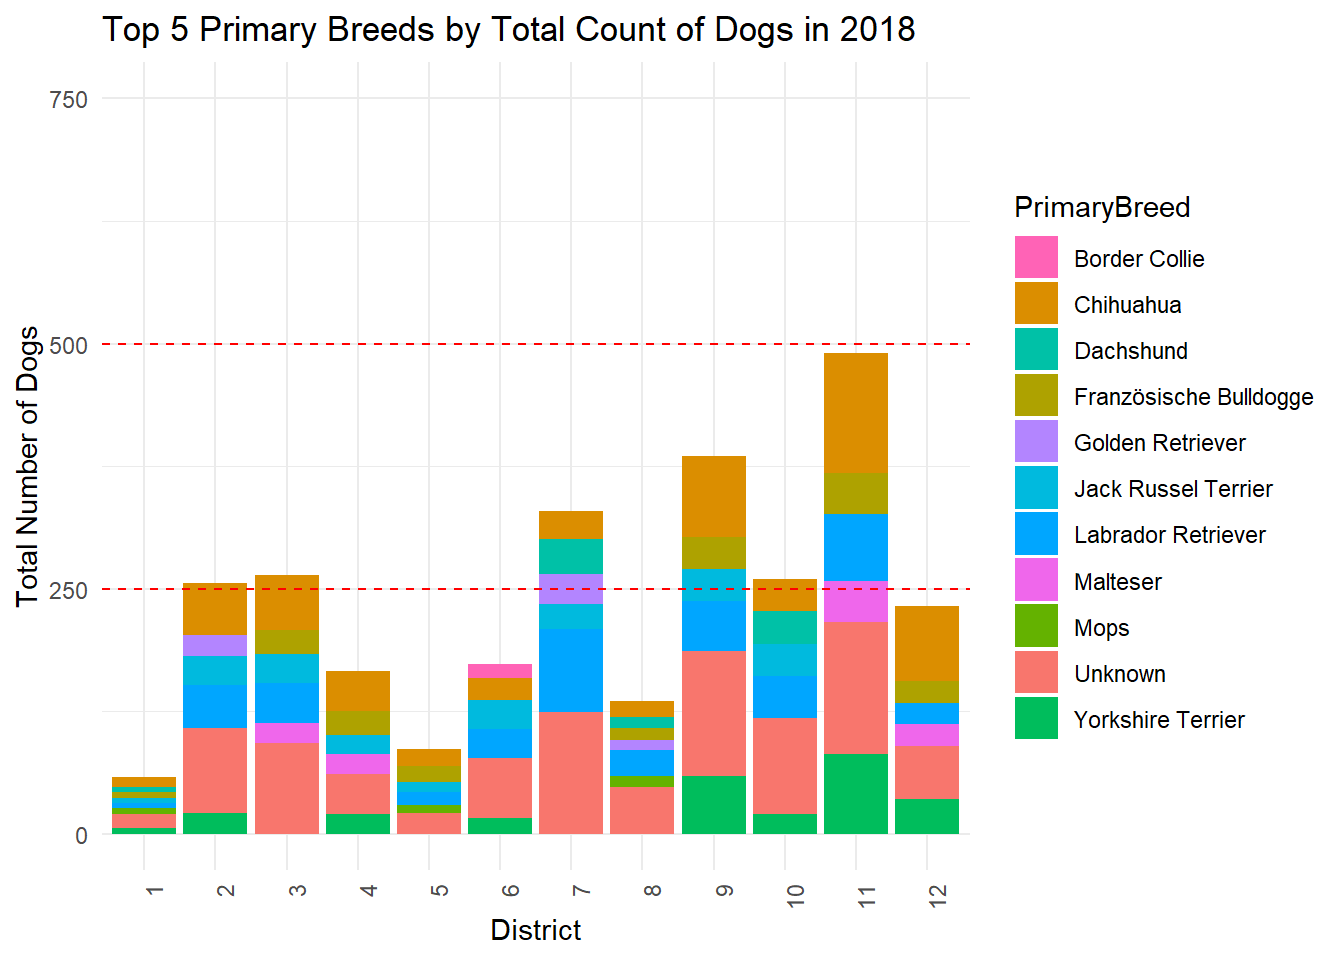 Top 5 Primary Breeds by Total Count of Dogs in 2018
Total Number of Dogs
750
500
250
0
1
2
3
4
5
6
7
8
9
10
11
12
District
PrimaryBreed
Border Collie
Chihuahua
Dachshund
Französische Bulldogge
Golden Retriever
Jack Russel Terrier
Labrador Retriever
Malteser
Mops
Unknown
Yorkshire Terrier